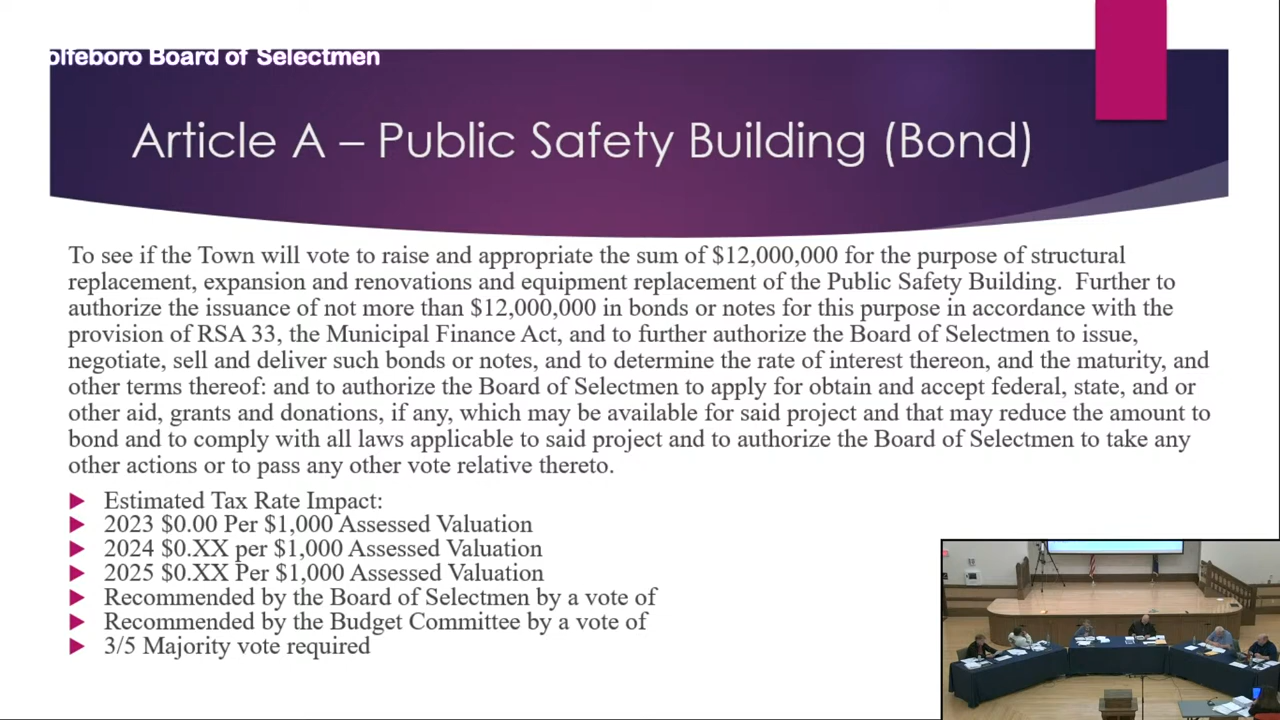 olfeboro Board of Selectmen
Article A – Public Safety Building (Bond)
To see if the Town will vote to raise and appropriate the sum of $12,000,000 for the purpose of structural
replacement, expansion and renovations and equipment replacement of the Public Safety Building.  Further to
authorize the issuance of not more than $12,000,000 in bonds or notes for this purpose in accordance with the
provision of RSA 33, the Municipal Finance Act, and to further authorize the Board of Selectmen to issue,
negotiate, sell and deliver such bonds or notes, and to determine the rate of interest thereon, and the maturity, and
other terms thereof: and to authorize the Board of Selectmen to apply for obtain and accept federal, state, and or
other aid, grants and donations, if any, which may be available for said project and that may reduce the amount to
bond and to comply with all laws applicable to said project and to authorize the Board of Selectmen to take any
other actions or to pass any other vote relative thereto.
Estimated Tax Rate Impact:
2023 $0.00 Per $1,000 Assessed Valuation
2024 $0.XX per $1,000 Assessed Valuation
2025 $0.XX Per $1,000 Assessed Valuation
Recommended by the Board of Selectmen by a vote of
Recommended by the Budget Committee by a vote of
3/5 Majority vote required